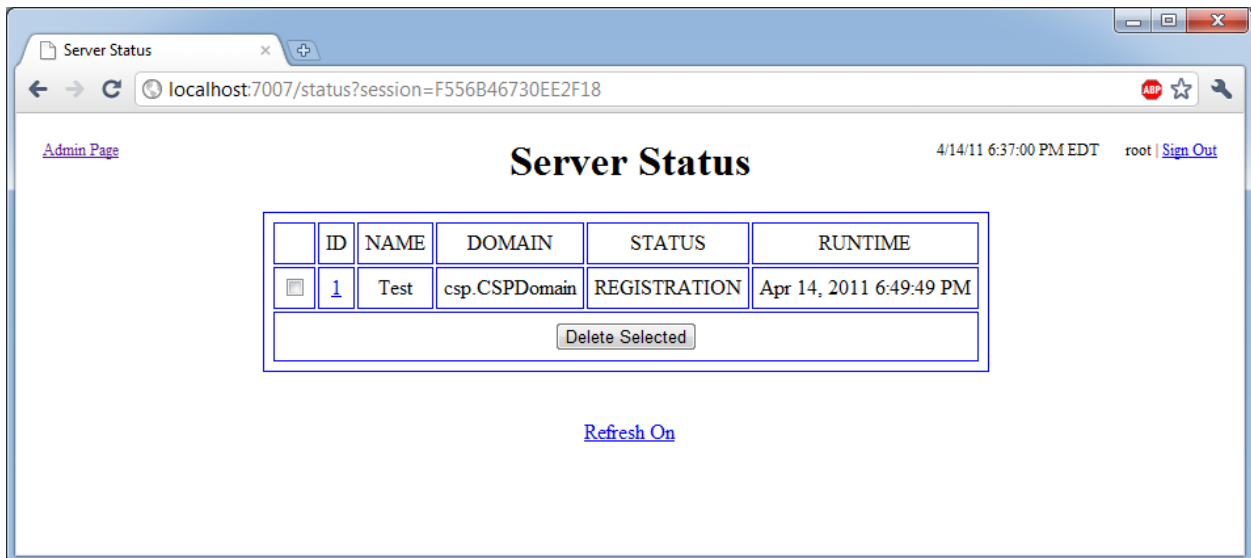 Server Status
localhost:7007/status?session=F556B46730EE2F18
ABP
Admin Page
Server Status
4/14/11 6:37:00 PM EDT root | Sign Out
ID NAME DOMAIN STATUS RUNTIME
1 Test csp.CSPDomain REGISTRATION Apr 14, 2011 6:49:49 PM
Delete Selected
Refresh On